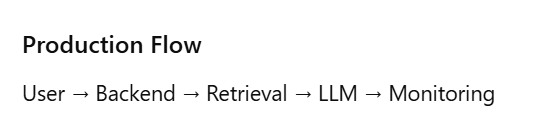 Production Flow
User → Backend → Retrieval → LLM → Monitoring